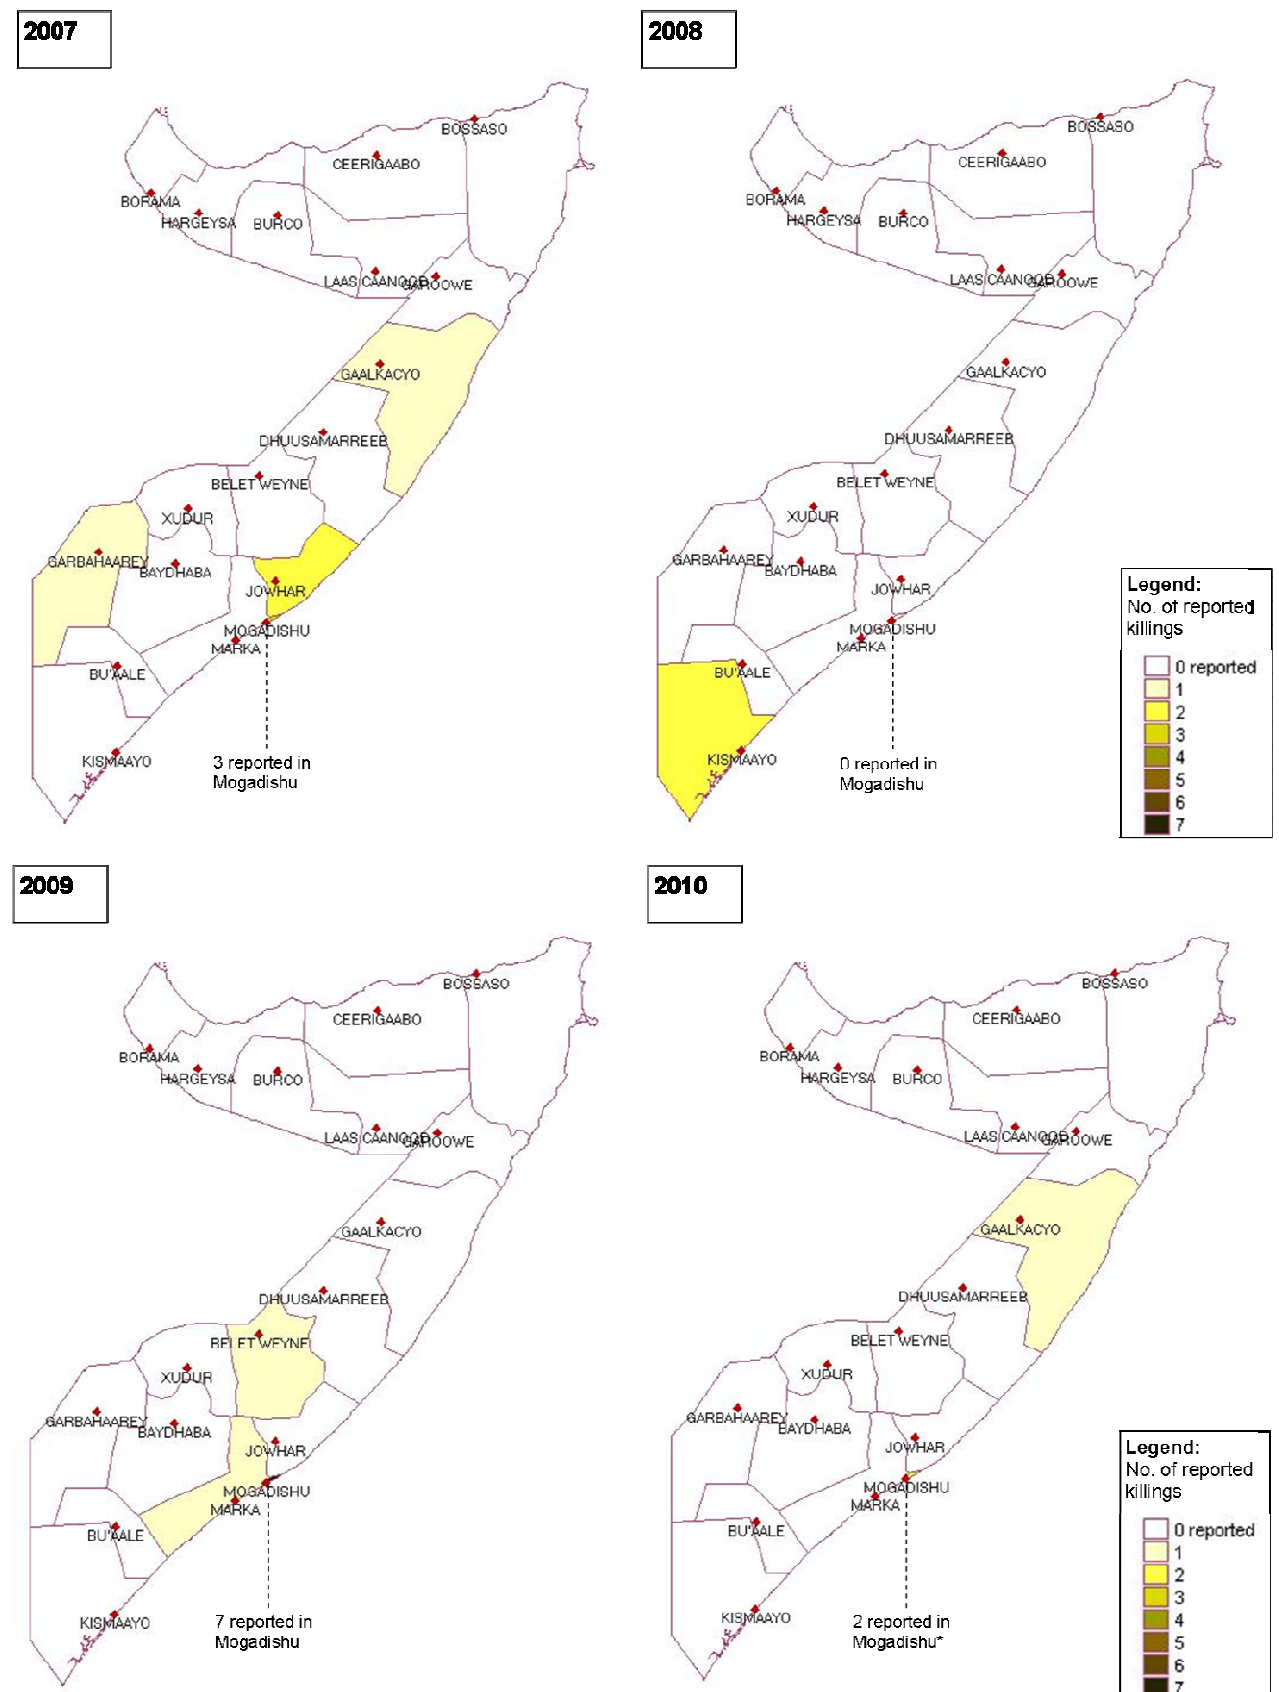 2007
BOSSASO
CEERIGAABO
BORAMA
HARGEYSA
BURCO
LAAS CAANOOD
GAROOWE
GAALKACYO
DHUUSAMARREEB
BELET WEYNE
XUDUR
GARBAHAAREY
BAYDHABA
JOWHAR
MOGADISHU
MARKA
BU'AALE
KISMAAYO
3 reported in
Mogadishu
2008
BOSSASO
CEERIGAABO
BORAMA
HARGEYSA
BURCO
LAAS CAANOOD
GAROOWE
GAALKACYO
DHUUSAMARREEB
BELET WEYNE
XUDUR
GARBAHAAREY
BAYDHABA
JOWHAR
MOGADISHU
MARKA
BU'AALE
KISMAAYO
0 reported in
Mogadishu
Legend:
No. of reported
killings
0 reported
1
2
3
4
5
6
7
2009
BOSSASO
CEERIGAABO
BORAMA
HARGEYSA
BURCO
LAAS CAANOOD
GAROOWE
GAALKACYO
DHUUSAMARREEB
BELET WEYNE
XUDUR
GARBAHAAREY
BAYDHABA
JOWHAR
MOGADISHU
MARKA
BU'AALE
KISMAAYO
7 reported in
Mogadishu
2010
BOSSASO
CEERIGAABO
BORAMA
HARGEYSA
BURCO
LAAS CAANOOD
GAROOWE
GAALKACYO
DHUUSAMARREEB
BELET WEYNE
XUDUR
GARBAHAAREY
BAYDHABA
JOWHAR
MOGADISHU
MARKA
BU'AALE
KISMAAYO
2 reported in
Mogadishu*
Legend:
No. of reported
killings
0 reported
1
2
3
4
5
6
7